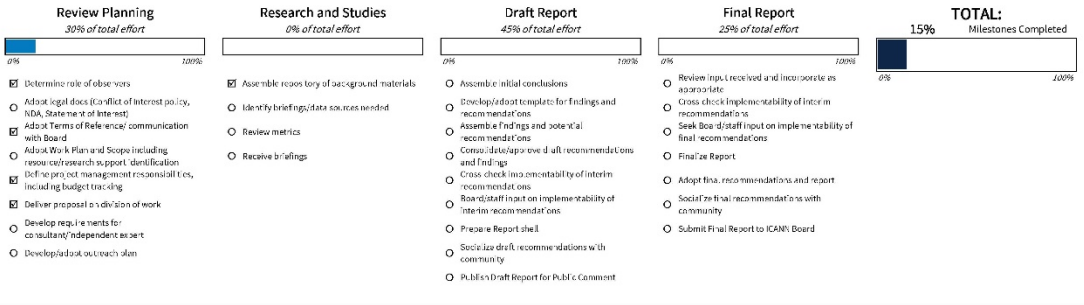 Review Planning
30% of total effort
0% 100%
Determine role of observers
Adopt legal docs (Conflict of Interest policy,
NDA, Statement of Interest)
Adopt Terms of Reference/ communication
with Board
Adopt Work Plan and Scope including
resource/research support identification
Define project management responsibilities,
including budget tracking
Deliver proposal on division of work
Develop requirements for
consultant/independent expert
Develop/adopt outreach plan
Research and Studies
0% of total effort
0% 100%
Assemble repository of background materials
Identify briefings/data sources needed
Review metrics
Receive briefings
Draft Report
45% of total effort
0% 100%
Assemble initial conclusions
Develop/adopt template for findings and
recommendations
Assemble findings and potential
recommendations
Consolidate/approve draft recommendations
and findings
Cross check implementability of interim
recommendations
Board/staff input on implementability of
interim recommendations
Prepare Report shell
Socialize draft recommendations with
community
Publish Draft Report for Public Comment
Final Report
25% of total effort
0% 100%
Review input received and incorporate as
appropriate
Cross check implementability of interim
recommendations
Seek Board/staff input on implementability of
final recommendations
Finalize Report
Adopt final recommendations and report
Socialize final recommendations with
community
Submit Final Report to ICANN Board
TOTAL:
15% Milestones Completed
0% 100%